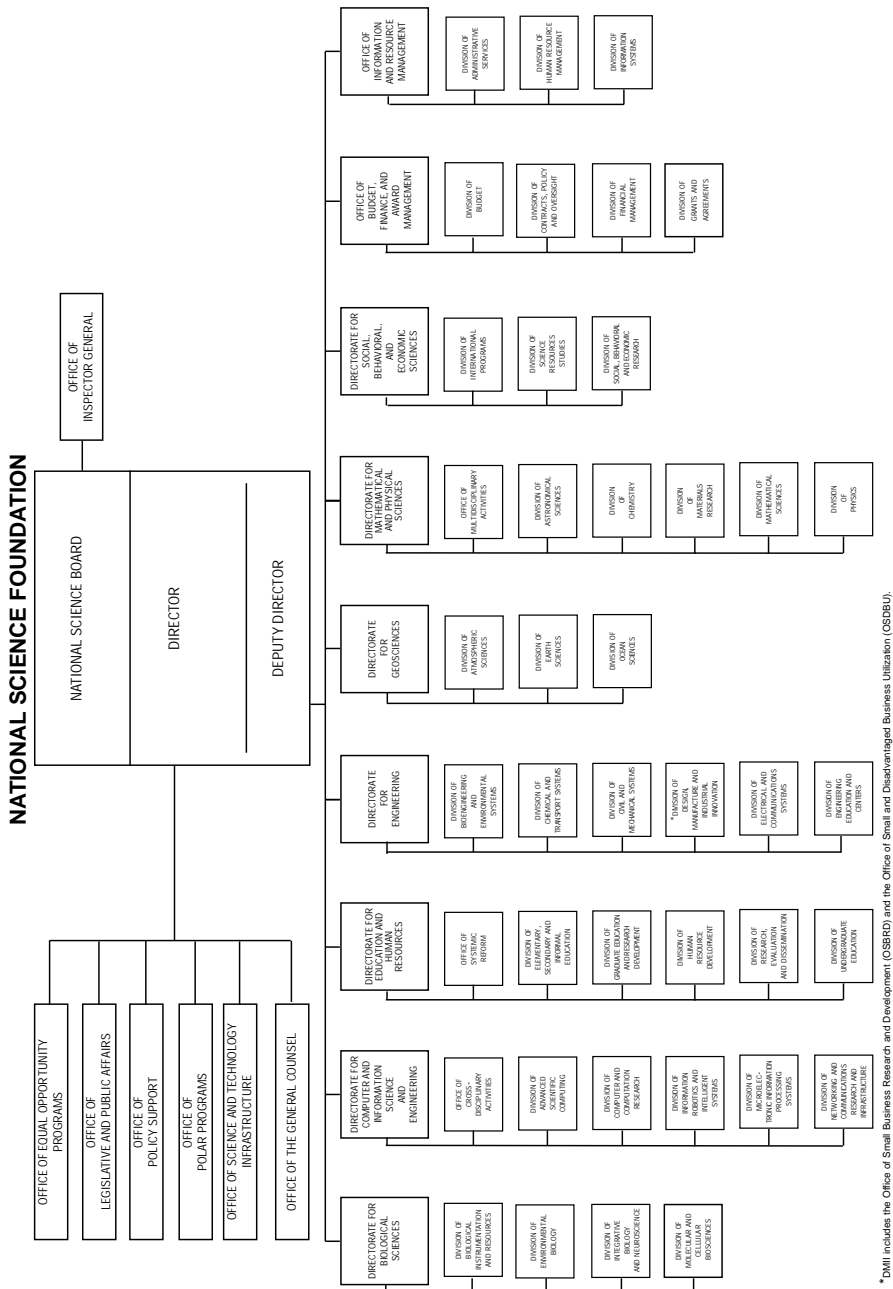 NATIONAL SCIENCE FOUNDATION
NATIONAL SCIENCE BOARD
DIRECTOR
DEPUTY DIRECTOR
OFFICE OF
INSPECTOR GENERAL
OFFICE OF EQUAL OPPORTUNITY
PROGRAMS
OFFICE OF
LEGISLATIVE AND PUBLIC AFFAIRS
OFFICE OF
POLICY SUPPORT
OFFICE OF
POLAR PROGRAMS
OFFICE OF SCIENCE AND TECHNOLOGY
INFRASTRUCTURE
OFFICE OF THE GENERAL COUNSEL
DIRECTORATE FOR
BIOLOGICAL
SCIENCES
DIVISION OF
BIOLOGICAL
INSTRUMENTATION
AND RESOURCES
DIVISION OF
ENVIRONMENTAL
BIOLOGY
DIVISION OF
INTEGRATIVE
BIOLOGY
AND NEUROSCIENCE
DIVISION OF
MOLECULAR AND
CELLULAR
BIOSCIENCES
DIRECTORATE FOR
COMPUTER AND
INFORMATION
SCIENCE
AND
ENGINEERING
OFFICE OF
CROSS-
DISCIPLINARY
ACTIVITIES
DIVISION OF
ADVANCED
SCIENTIFIC
COMPUTING
DIVISION OF
COMPUTER AND
COMPUTATION
RESEARCH
DIVISION OF
INFORMATION
ROBOTICS AND
INTELLIGENT
SYSTEMS
DIVISION OF
MICROELEC-
TRONIC INFORMATION
PROCESSING
SYSTEMS
DIVISION OF
NETWORKING AND
COMMUNICATIONS
RESEARCH AND
INFRASTRUCTURE
DIRECTORATE FOR
EDUCATION AND
HUMAN
RESOURCES
OFFICE OF
SYSTEMIC
REFORM
DIVISION OF
ELEMENTARY,
SECONDARY AND
INFORMAL
EDUCATION
DIVISION OF
GRADUATE EDUCATION
AND RESEARCH
DEVELOPMENT
DIVISION OF
HUMAN
RESOURCE
DEVELOPMENT
DIVISION OF
RESEARCH,
EVALUATION
AND DISSEMINATION
DIVISION OF
UNDERGRADUATE
EDUCATION
DIRECTORATE
FOR
ENGINEERING
DIVISION OF
BIOENGINEERING
AND
ENVIRONMENTAL
SYSTEMS
DIVISION OF
CHEMICAL AND
TRANSPORT SYSTEMS
DIVISION OF
CIVIL AND
MECHANICAL SYSTEMS
*DIVISION OF
DESIGN,
MANUFACTURE AND
INDUSTRIAL
INNOVATION
DIVISION OF
ELECTRICAL AND
COMMUNICATIONS
SYSTEMS
DIVISION OF
ENGINEERING
EDUCATION AND
CENTERS
DIRECTORATE
FOR
GEOSCIENCES
DIVISION OF
ATMOSPHERIC
SCIENCES
DIVISION OF
EARTH
SCIENCES
DIVISION OF
OCEAN
SCIENCES
DIRECTORATE FOR
MATHEMATICAL
AND PHYSICAL
SCIENCES
OFFICE OF
MULTIDISCIPLINARY
ACTIVITIES
DIVISION OF
ASTRONOMICAL
SCIENCES
DIVISION
OF
CHEMISTRY
DIVISION
OF
MATERIALS
RESEARCH
DIVISION OF
MATHEMATICAL
SCIENCES
DIVISION
OF
PHYSICS
DIRECTORATE FOR
SOCIAL,
BEHAVIORAL,
AND
ECONOMIC
SCIENCES
DIVISION OF
INTERNATIONAL
PROGRAMS
DIVISION OF
SCIENCE
RESOURCES
STUDIES
DIVISION OF
SOCIAL, BEHAVIORAL
AND ECONOMIC
RESEARCH
OFFICE OF
BUDGET,
FINANCE, AND
AWARD
MANAGEMENT
DIVISION OF
BUDGET
DIVISION OF
CONTRACTS, POLICY
AND OVERSIGHT
DIVISION OF
FINANCIAL
MANAGEMENT
DIVISION OF
GRANTS AND
AGREEMENTS
OFFICE OF
INFORMATION
AND RESOURCE
MANAGEMENT
DIVISION OF
ADMINISTRATIVE
SERVICES
DIVISION OF
HUMAN RESOURCE
MANAGEMENT
DIVISION OF
INFORMATION
SYSTEMS
*DMII includes the Office of Small Business Research and Development (OSBRD) and the Office of Small and Disadvantaged Business Utilization (OSDBU).